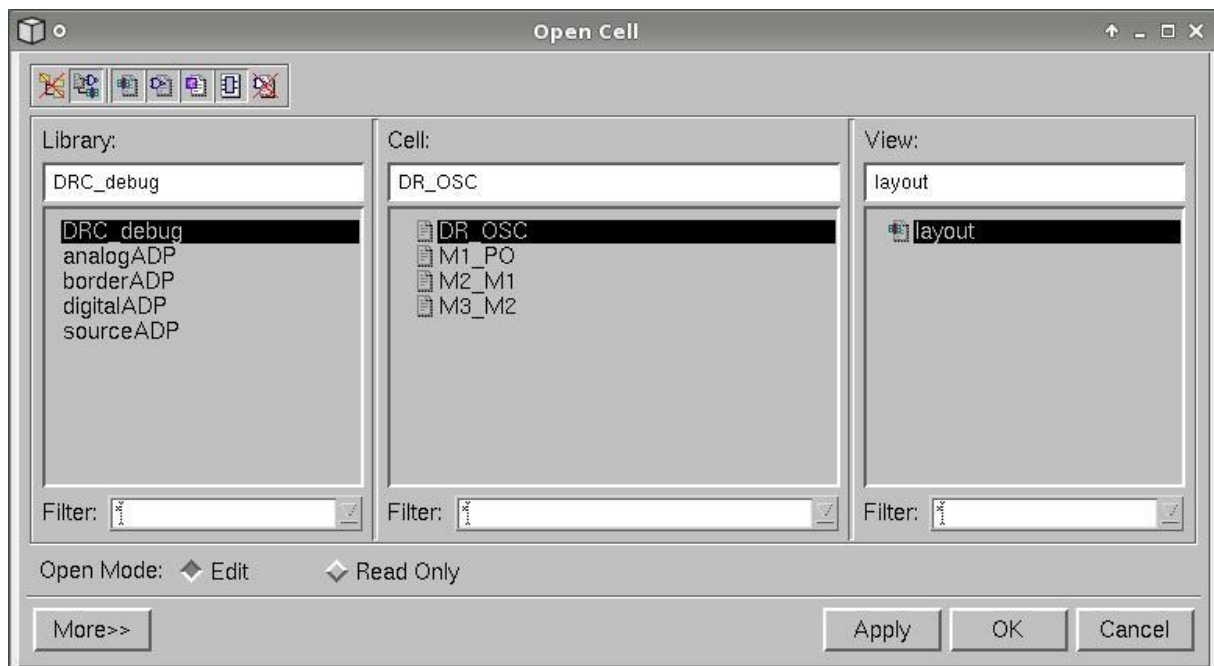 Open Cell
Library:
DRC_debug
DRC_debug
analogADP
borderADP
digitalADP
sourceADP
Filter: *
Cell:
DR_OSC
DR_OSC
M1_PO
M2_M1
M3_M2
Filter: *
View:
layout
layout
Filter: *
Open Mode: Edit Read Only
More>> Apply OK Cancel